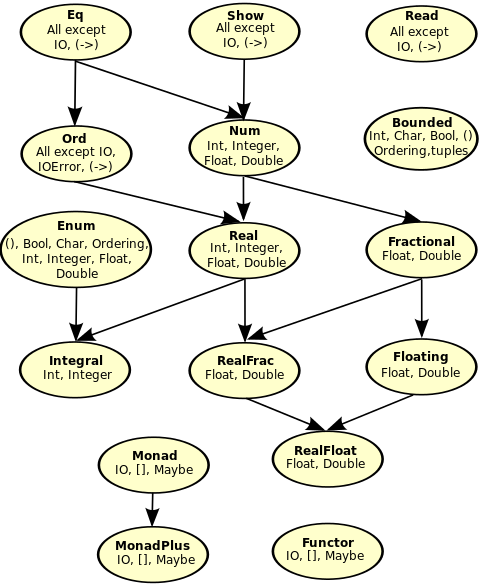 Eq
All except
IO, (->)
Show
All except
IO, (->)
Read
All except
IO, (->)
Ord
All except IO,
IOError, (->)
Num
Int, Integer,
Float, Double
Bounded
Int, Char, Bool, ()
Ordering,tuples
Enum
(), Bool, Char, Ordering,
Int, Integer, Float,
Double
Real
Int, Integer,
Float, Double
Fractional
Float, Double
Integral
Int, Integer
RealFrac
Float, Double
Floating
Float, Double
Monad
IO, [], Maybe
RealFloat
Float, Double
MonadPlus
IO, [], Maybe
Functor
IO, [], Maybe